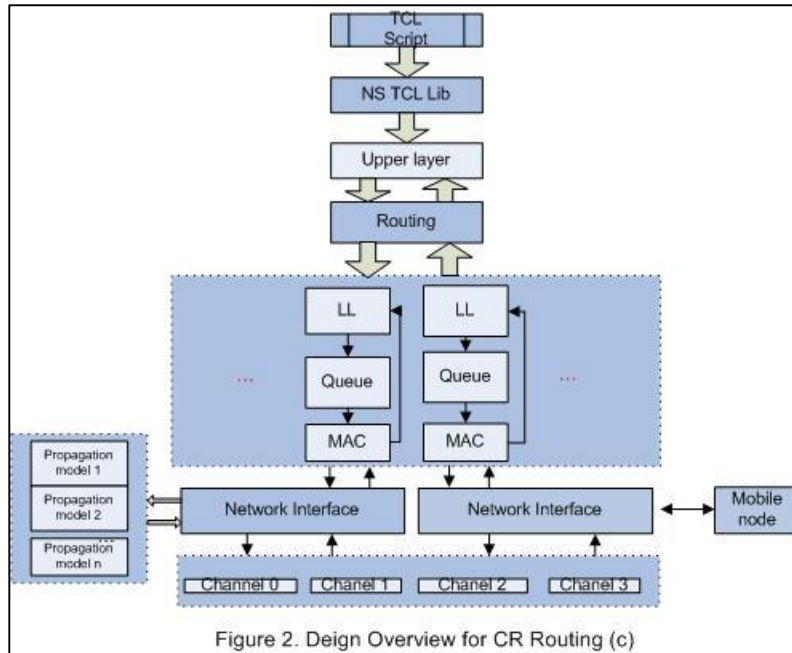 TCL
Script
NS TCL Lib
Upper layer
Routing
LL
LL
...
Queue
Queue
...
MAC
MAC
Propagation
model 1
Propagation
model 2
...
Propagation
model n
Network Interface
Network Interface
Mobile
node
Channel 0
Chanel 1
Channel 2
Channel 3
Figure 2. Deign Overview for CR Routing (c)